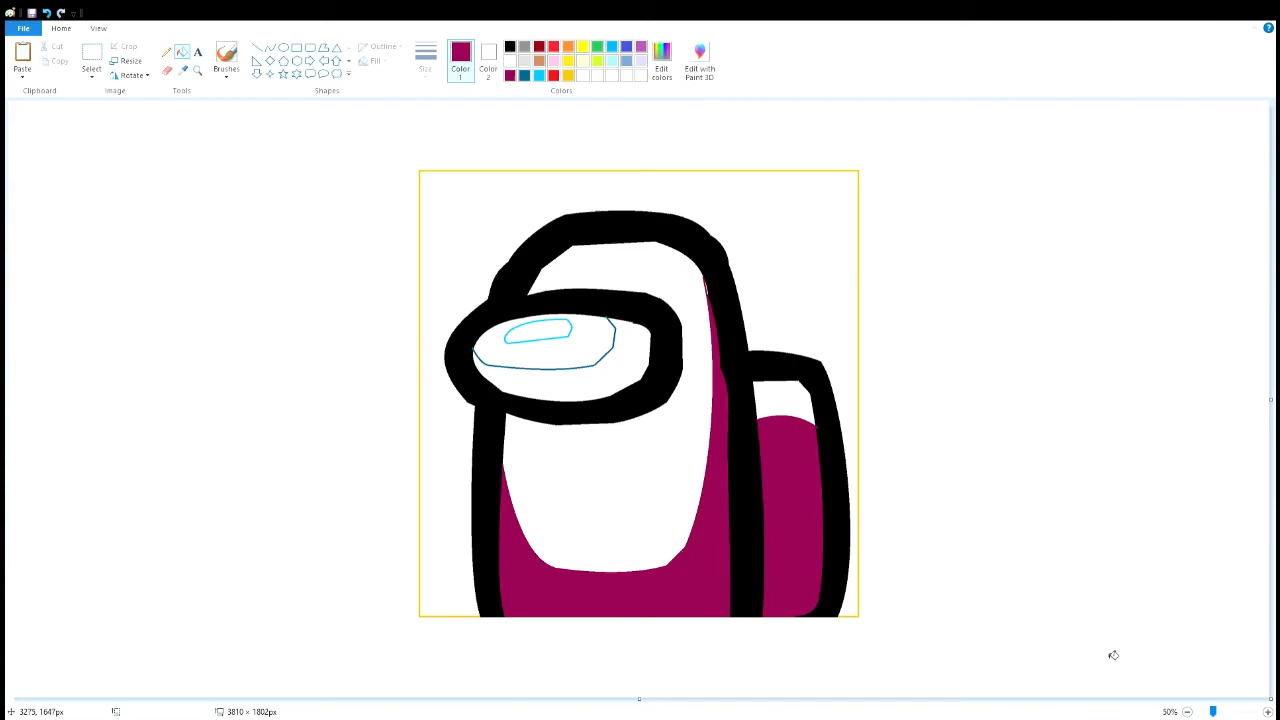 File Home View
Paste
Cut
Copy
Clipboard
Select
Crop
Resize
Rotate
Image
Tools
Brushes
Shapes
Outline
Fill
Size
Color 1
Color 2
Colors
Edit colors
Edit with Paint 3D
3275, 1647px
3810 × 1802px
50%